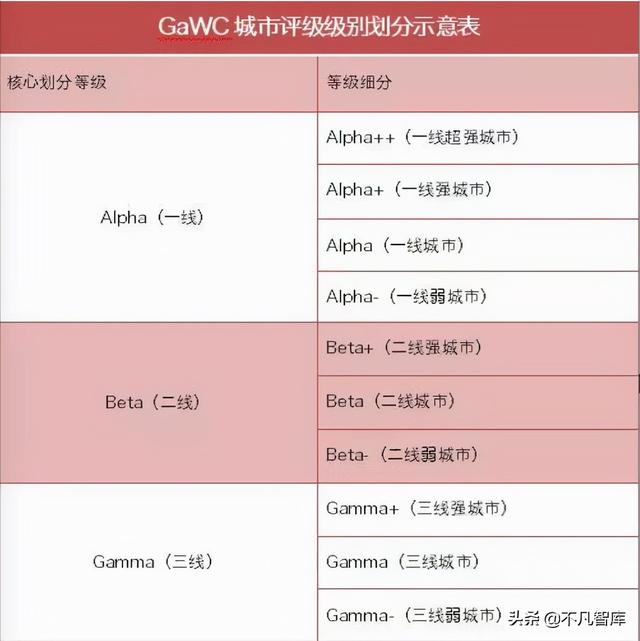 GaWC 城市评级级别划分示意表
核心划分等级
等级细分
Alpha（一线）
Alpha++（一线超强城市）
Alpha+（一线强城市）
Alpha（一线城市）
Alpha-（一线弱城市）
Beta（二线）
Beta+（二线强城市）
Beta（二线城市）
Beta-（二线弱城市）
Gamma（三线）
Gamma+（三线强城市）
Gamma（三线城市）
Gamma-（三线弱城市）
头条 @不凡智库